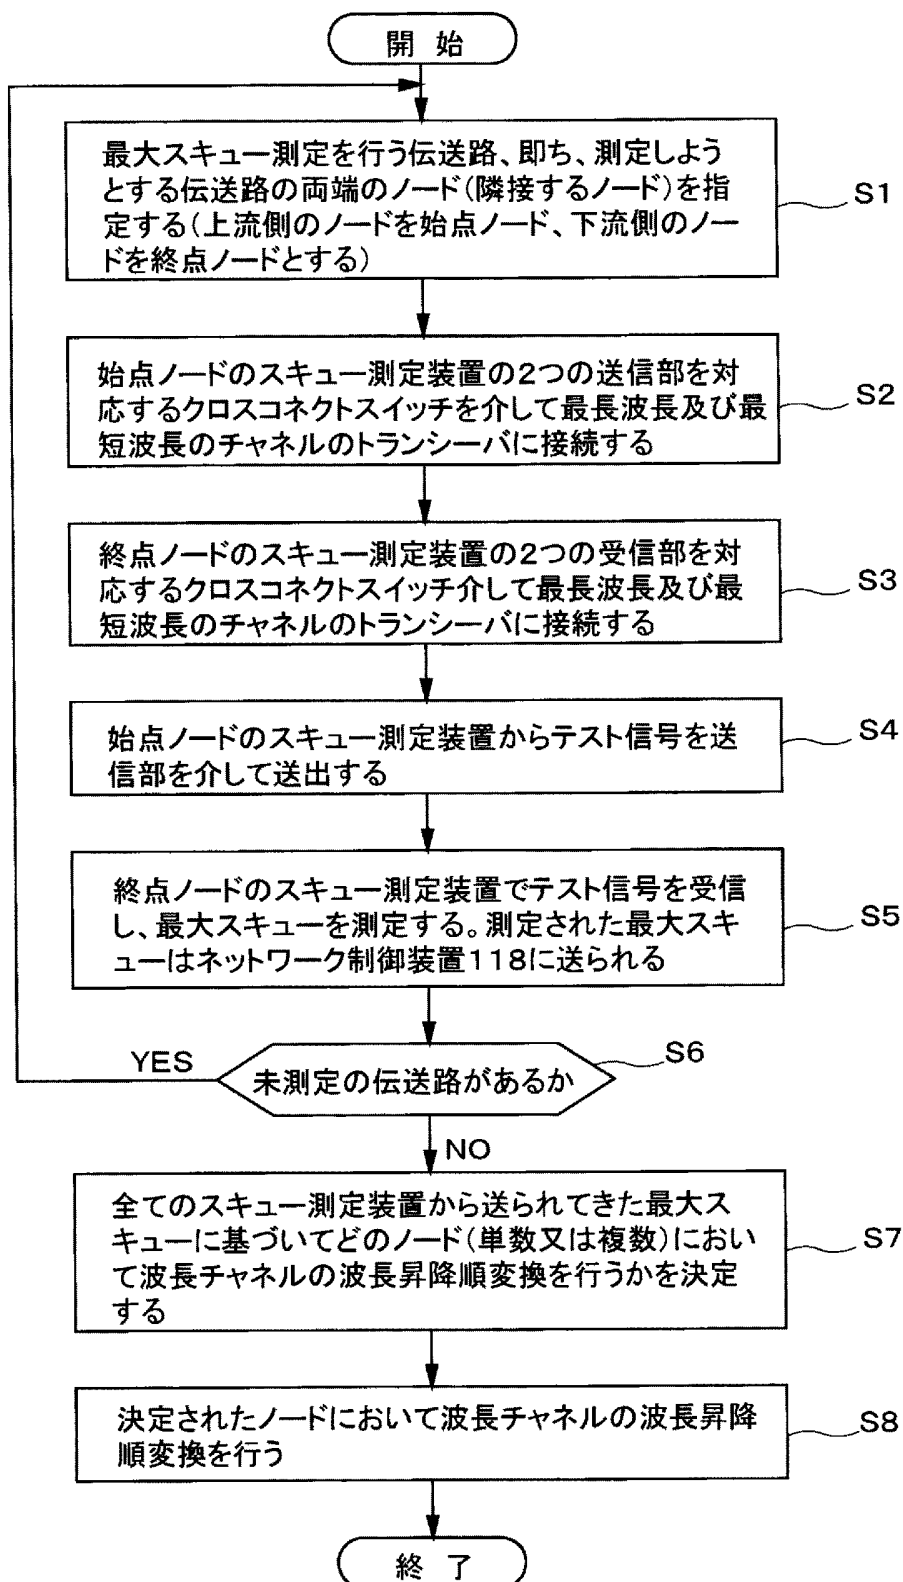 開 始
最大スキュー測定を行う伝送路、即ち、測定しよう
とする伝送路の両端のノード(隣接するノード)を指
定する(上流側のノードを始点ノード、下流側のノー
ドを終点ノードとする)
S1
始点ノードのスキュー測定装置の2つの送信部を対
応するクロスコネクトスイッチを介して最長波長及び最
短波長のチャネルのトランシーバに接続する
S2
終点ノードのスキュー測定装置の2つの受信部を対
応するクロスコネクトスイッチ介して最長波長及び最
短波長のチャネルのトランシーバに接続する
S3
始点ノードのスキュー測定装置からテスト信号を送
信部を介して送出する
S4
終点ノードのスキュー測定装置でテスト信号を受信
し、最大スキューを測定する。測定された最大スキ
ューはネットワーク制御装置118に送られる
S5
YES
未測定の伝送路があるか
S6
NO
全てのスキュー測定装置から送られてきた最大ス
キューに基づいてどのノード(単数又は複数)におい
て波長チャネルの波長昇降順変換を行うかを決定
する
S7
決定されたノードにおいて波長チャネルの波長昇降
順変換を行う
S8
終 了